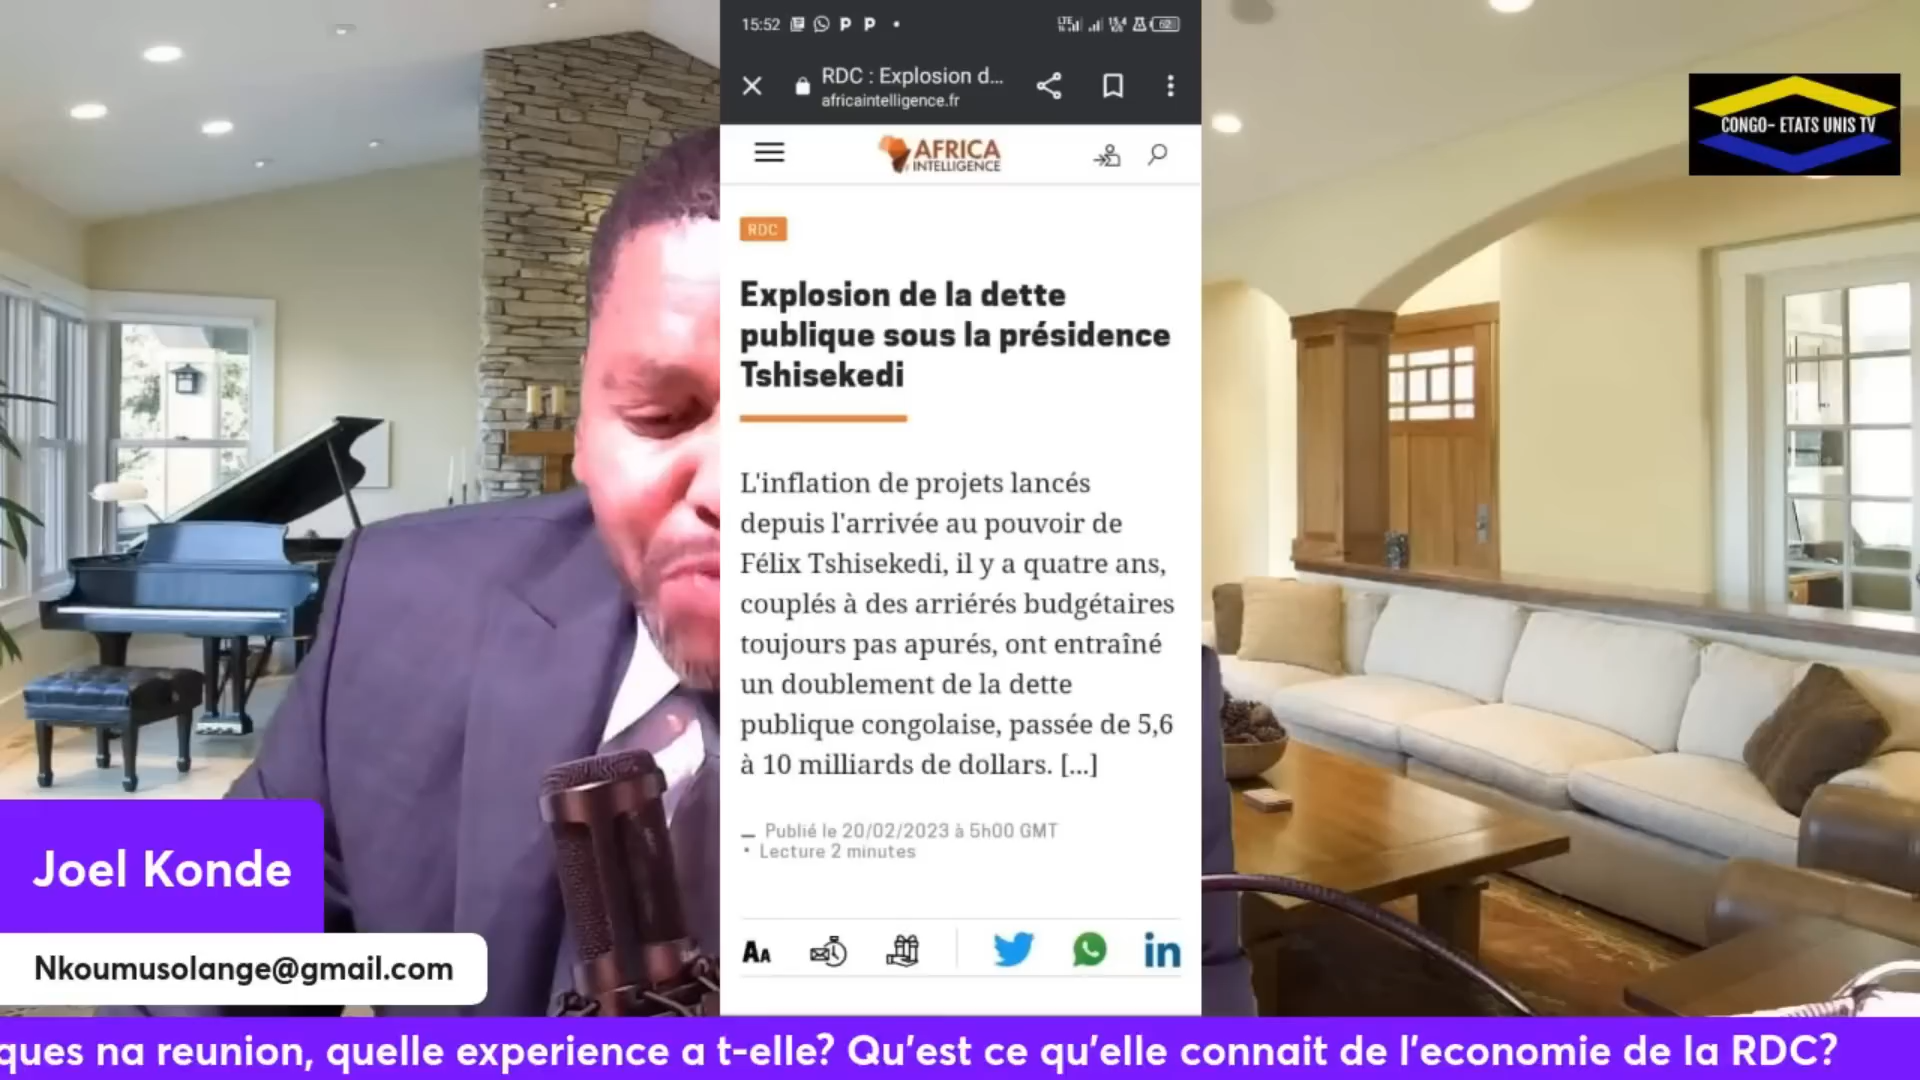 15:52
RDC : Explosion d...
africaintelligence.fr
AFRICA
INTELLIGENCE
CONGO- ETATS UNIS TV
RDC
Explosion de la dette
publique sous la présidence
Tshisekedi
L'inflation de projets lancés
depuis l'arrivée au pouvoir de
Félix Tshisekedi, il y a quatre ans,
couplés à des arriérés budgétaires
toujours pas apurés, ont entraîné
un doublement de la dette
publique congolaise, passée de 5,6
à 10 milliards de dollars. [...]
Publié le 20/02/2023 à 5h00 GMT
• Lecture 2 minutes
AA
in
Joel Konde
Nkoumusolange@gmail.com
ques na reunion, quelle experience a t-elle? Qu'est ce qu'elle connait de l'economie de la RDC?